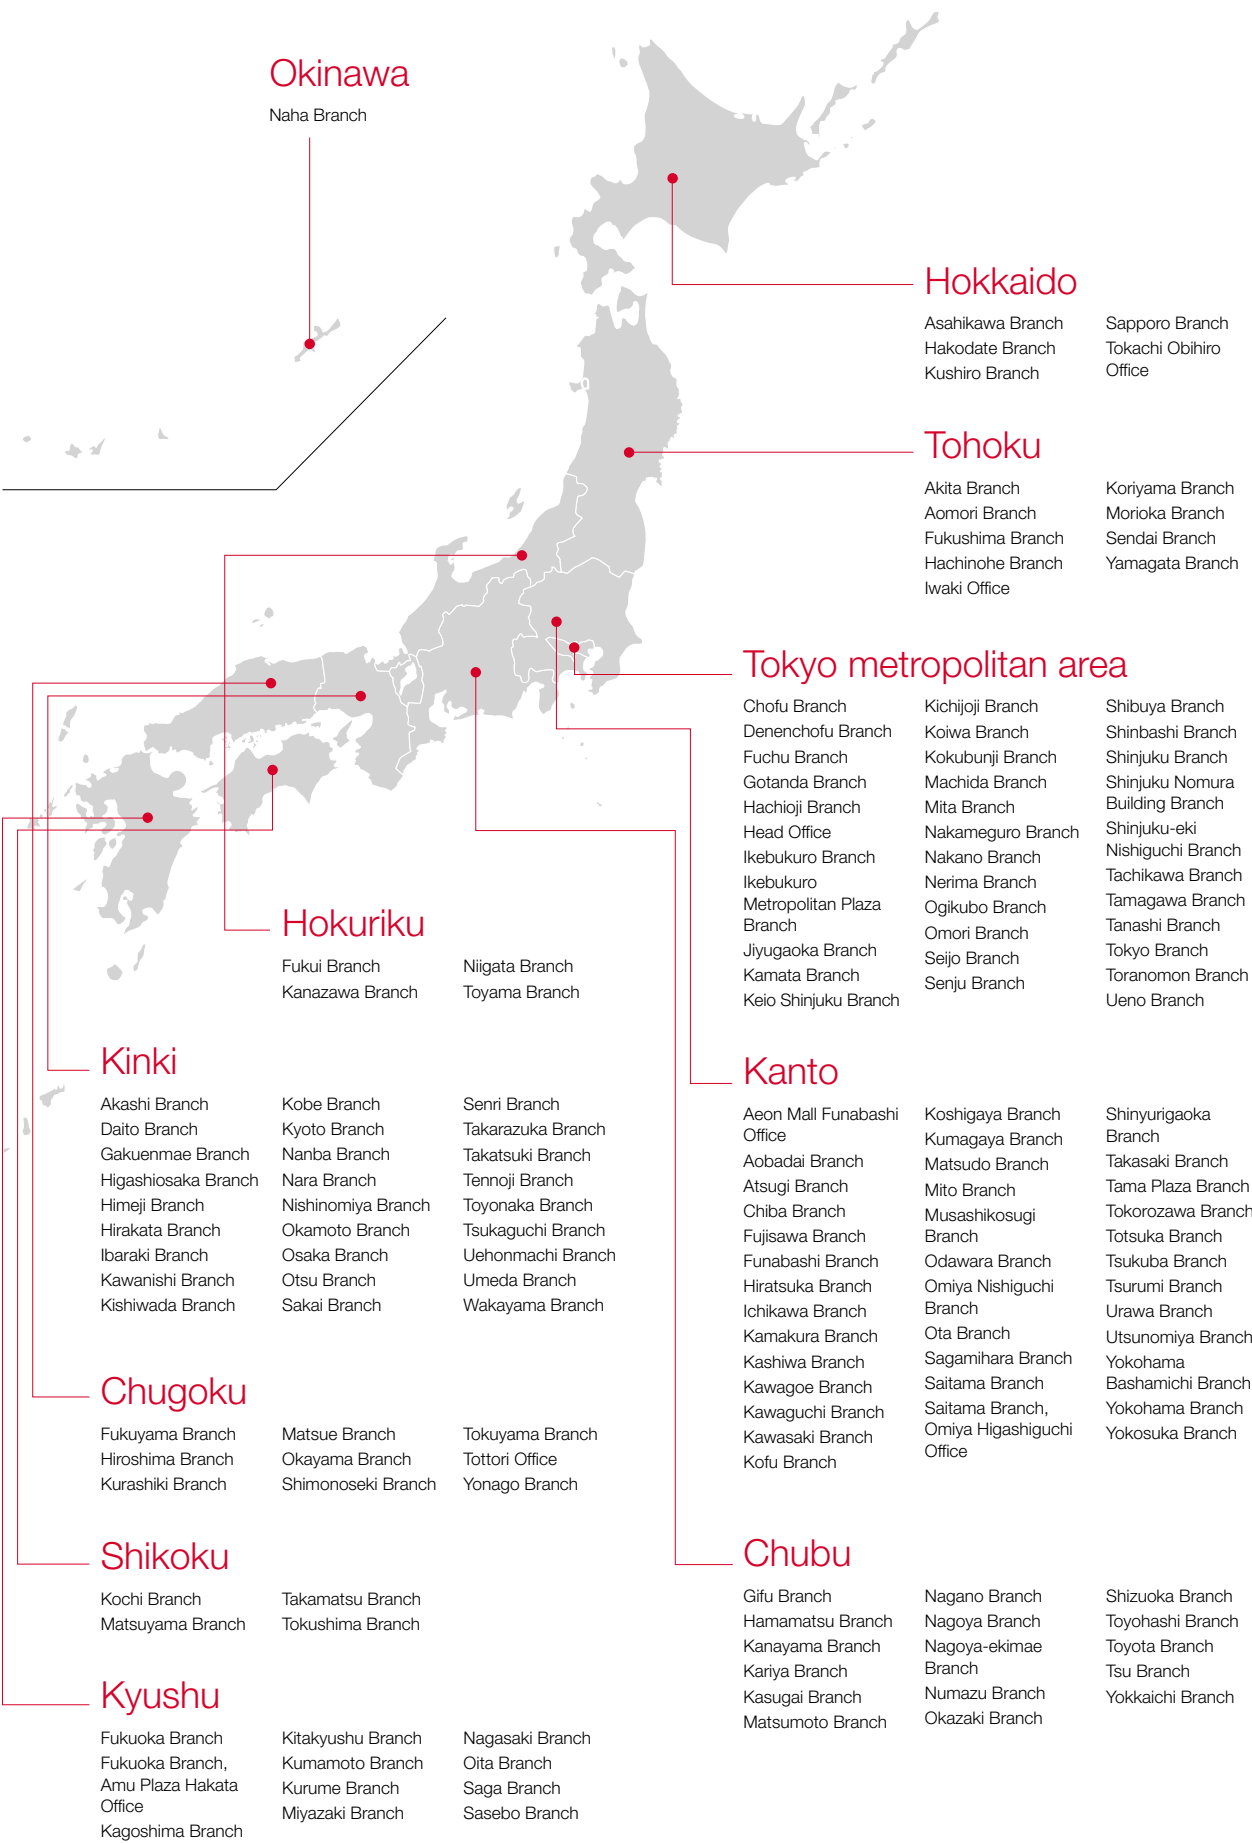 Okinawa
Naha Branch
Hokkaido
Asahikawa Branch
Hakodate Branch
Kushiro Branch
Sapporo Branch
Tokachi Obihiro
Office
Tohoku
Akita Branch
Aomori Branch
Fukushima Branch
Hachinohe Branch
Iwaki Office
Koriyama Branch
Morioka Branch
Sendai Branch
Yamagata Branch
Tokyo metropolitan area
Chofu Branch
Denenchofu Branch
Fuchu Branch
Gotanda Branch
Hachioji Branch
Head Office
Ikebukuro Branch
Ikebukuro
Metropolitan Plaza
Branch
Jiyugaoka Branch
Kamata Branch
Keio Shinjuku Branch
Kichijoji Branch
Koiwa Branch
Kokubunji Branch
Machida Branch
Mita Branch
Nakameguro Branch
Nakano Branch
Nerima Branch
Ogikubo Branch
Omori Branch
Seijo Branch
Senju Branch
Shibuya Branch
Shinbashi Branch
Shinjuku Branch
Shinjuku Nomura
Building Branch
Shinjuku-eki
Nishiguchi Branch
Tachikawa Branch
Tamagawa Branch
Tanashi Branch
Tokyo Branch
Toranomon Branch
Ueno Branch
Hokuriku
Fukui Branch
Kanazawa Branch
Niigata Branch
Toyama Branch
Kinki
Akashi Branch
Daito Branch
Gakuenmae Branch
Higashiosaka Branch
Himeji Branch
Hirakata Branch
Ibaraki Branch
Kawanishi Branch
Kishiwada Branch
Kobe Branch
Kyoto Branch
Nanba Branch
Nara Branch
Nishinomiya Branch
Okamoto Branch
Osaka Branch
Otsu Branch
Sakai Branch
Senri Branch
Takarazuka Branch
Takatsuki Branch
Tennoji Branch
Toyonaka Branch
Tsukaguchi Branch
Uehonmachi Branch
Umeda Branch
Wakayama Branch
Kanto
Aeon Mall Funabashi
Office
Aobadai Branch
Atsugi Branch
Chiba Branch
Fujisawa Branch
Funabashi Branch
Hiratsuka Branch
Ichikawa Branch
Kamakura Branch
Kashiwa Branch
Kawagoe Branch
Kawaguchi Branch
Kawasaki Branch
Kofu Branch
Koshigaya Branch
Kumagaya Branch
Matsudo Branch
Mito Branch
Musashikosugi
Branch
Odawara Branch
Omiya Nishiguchi
Branch
Ota Branch
Sagamihara Branch
Saitama Branch
Saitama Branch,
Omiya Higashiguchi
Office
Shinyurigaoka
Branch
Takasaki Branch
Tama Plaza Branch
Tokorozawa Branch
Totsuka Branch
Tsukuba Branch
Tsurumi Branch
Urawa Branch
Utsunomiya Branch
Yokohama
Bashamichi Branch
Yokohama Branch
Yokosuka Branch
Chugoku
Fukuyama Branch
Hiroshima Branch
Kurashiki Branch
Matsue Branch
Okayama Branch
Shimonoseki Branch
Tokuyama Branch
Tottori Office
Yonago Branch
Shikoku
Kochi Branch
Matsuyama Branch
Takamatsu Branch
Tokushima Branch
Chubu
Gifu Branch
Hamamatsu Branch
Kanayama Branch
Kariya Branch
Kasugai Branch
Matsumoto Branch
Nagano Branch
Nagoya Branch
Nagoya-ekimae
Branch
Numazu Branch
Okazaki Branch
Shizuoka Branch
Toyohashi Branch
Toyota Branch
Tsu Branch
Yokkaichi Branch
Kyushu
Fukuoka Branch
Fukuoka Branch,
Amu Plaza Hakata
Office
Kagoshima Branch
Kitakyushu Branch
Kumamoto Branch
Kurume Branch
Miyazaki Branch
Nagasaki Branch
Oita Branch
Saga Branch
Sasebo Branch